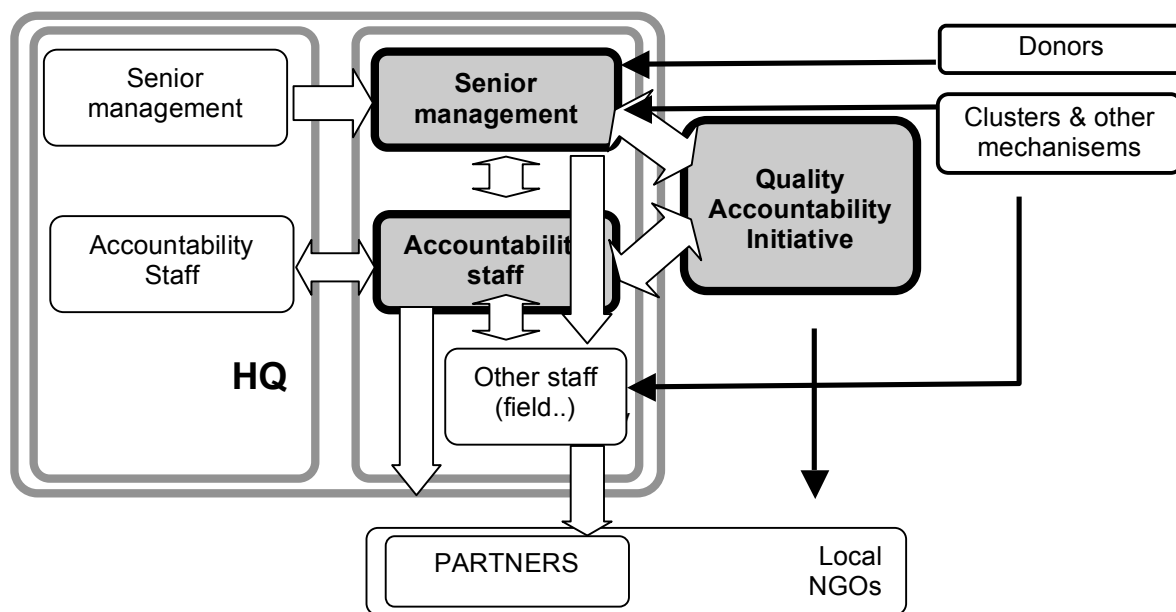 Senior
management
Senior
management
Donors
Clusters & other
mechanisems
Quality
Accountability
Initiative
Accountability
Staff
Accountabilit
staff
HQ
Other staff
(field..)
PARTNERS
Local
NGOs